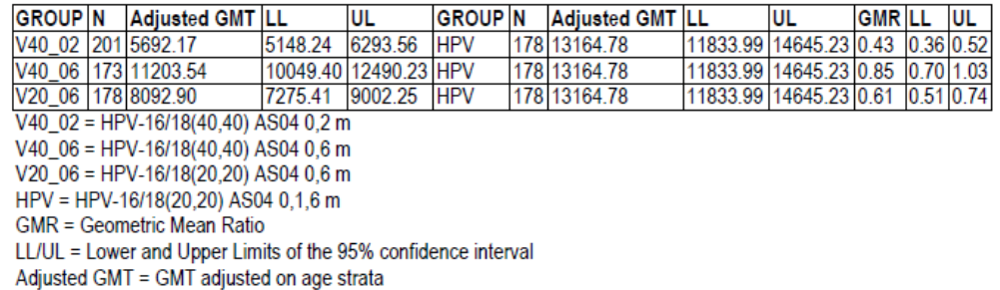 GROUP N Adjusted GMT LL UL GROUP N Adjusted GMT LL UL GMR LL UL
V40_02 201 5692.17 5148.24 6293.56 HPV 178 13164.78 11833.99 14645.23 0.43 0.36 0.52
V40_06 173 11203.54 10049.40 12490.23 HPV 178 13164.78 11833.99 14645.23 0.85 0.70 1.03
V20_06 178 8092.90 7275.41 9002.25 HPV 178 13164.78 11833.99 14645.23 0.61 0.51 0.74
V40_02 = HPV-16/18(40,40) AS04 0,2 m
V40_06 = HPV-16/18(40,40) AS04 0,6 m
V20_06 = HPV-16/18(20,20) AS04 0,6 m
HPV = HPV-16/18(20,20) AS04 0,1,6 m
GMR = Geometric Mean Ratio
LL/UL = Lower and Upper Limits of the 95% confidence interval
Adjusted GMT = GMT adjusted on age strata